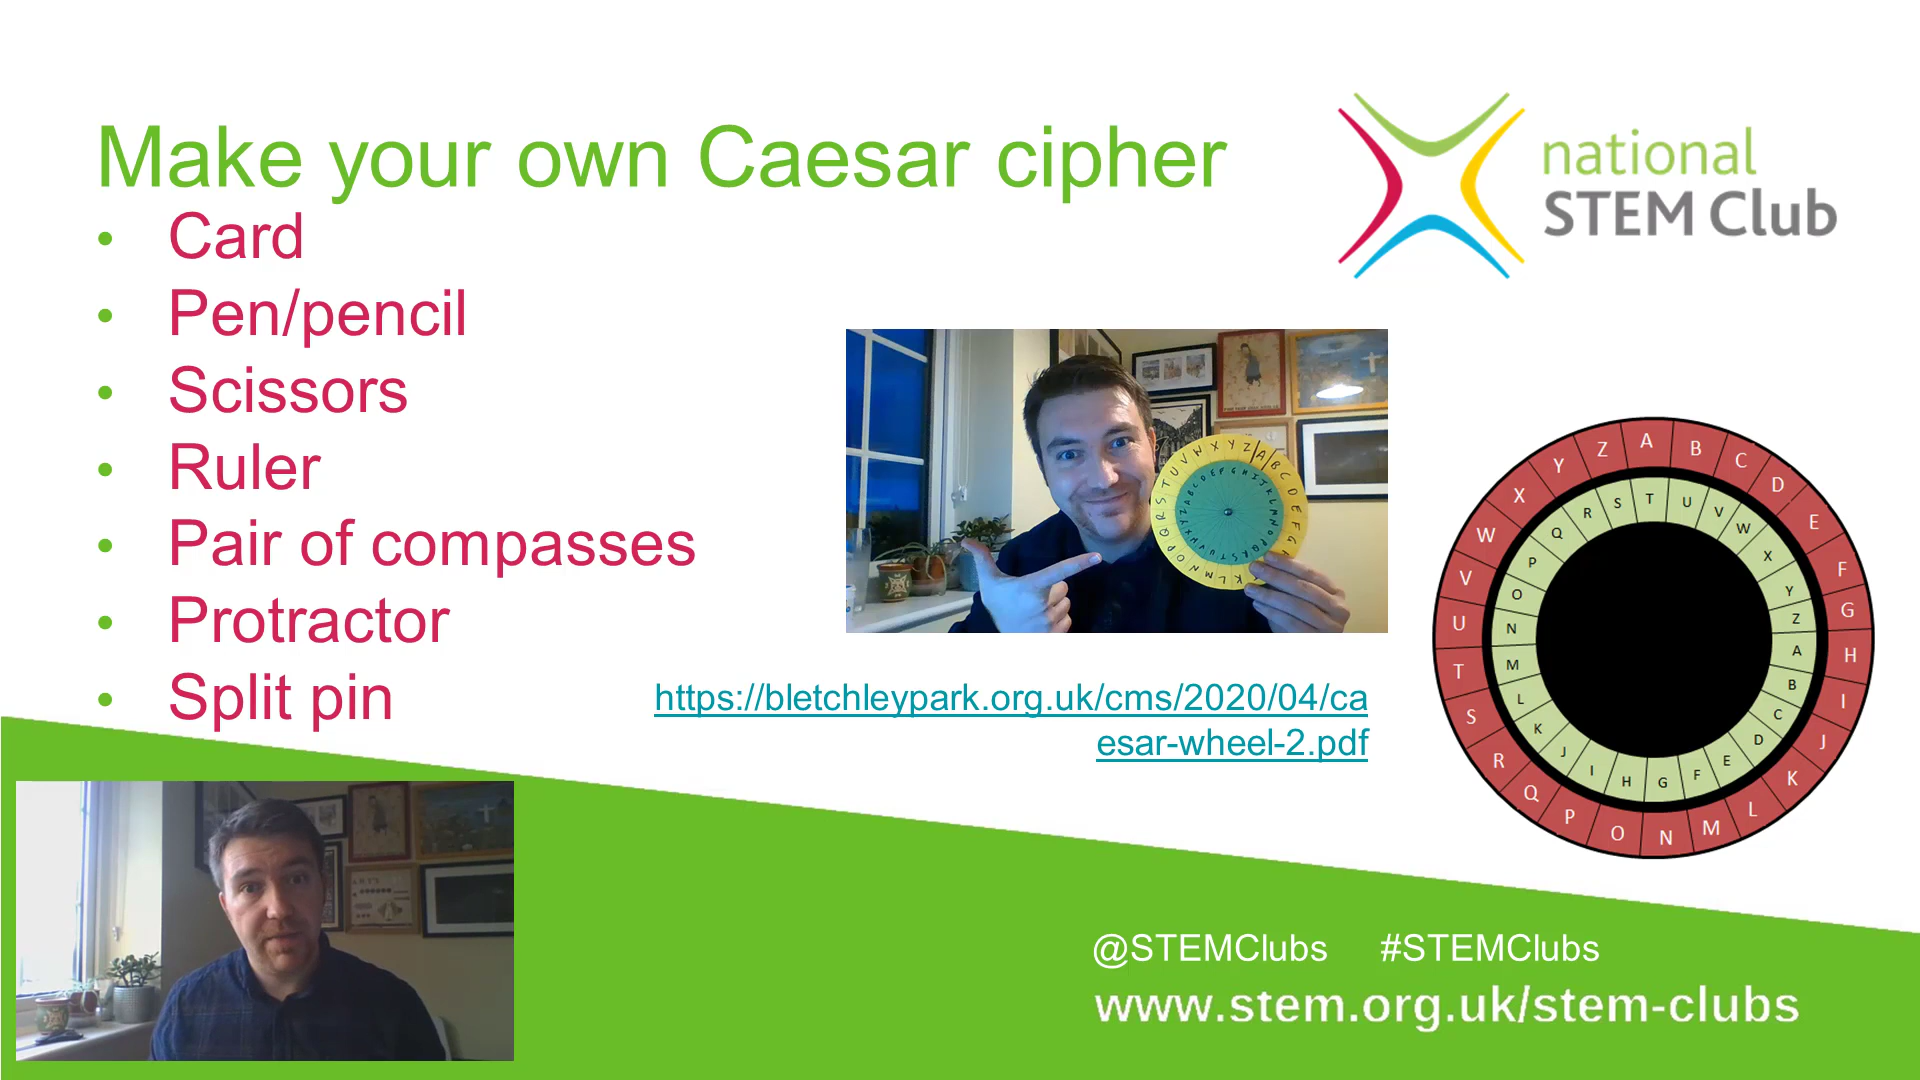 Make your own Caesar cipher
• Card
• Pen/pencil
• Scissors
• Ruler
• Pair of compasses
• Protractor
• Split pin
national
STEM Club
https://bletchleypark.org.uk/cms/2020/04/ca
esar-wheel-2.pdf
A B C D E F G H I J K L M N O P Q R S T U V W X Y Z
T U V W X Y Z A B C D E F G H I J K L M N O P Q R S
@STEMClubs #STEMClubs
www.stem.org.uk/stem-clubs